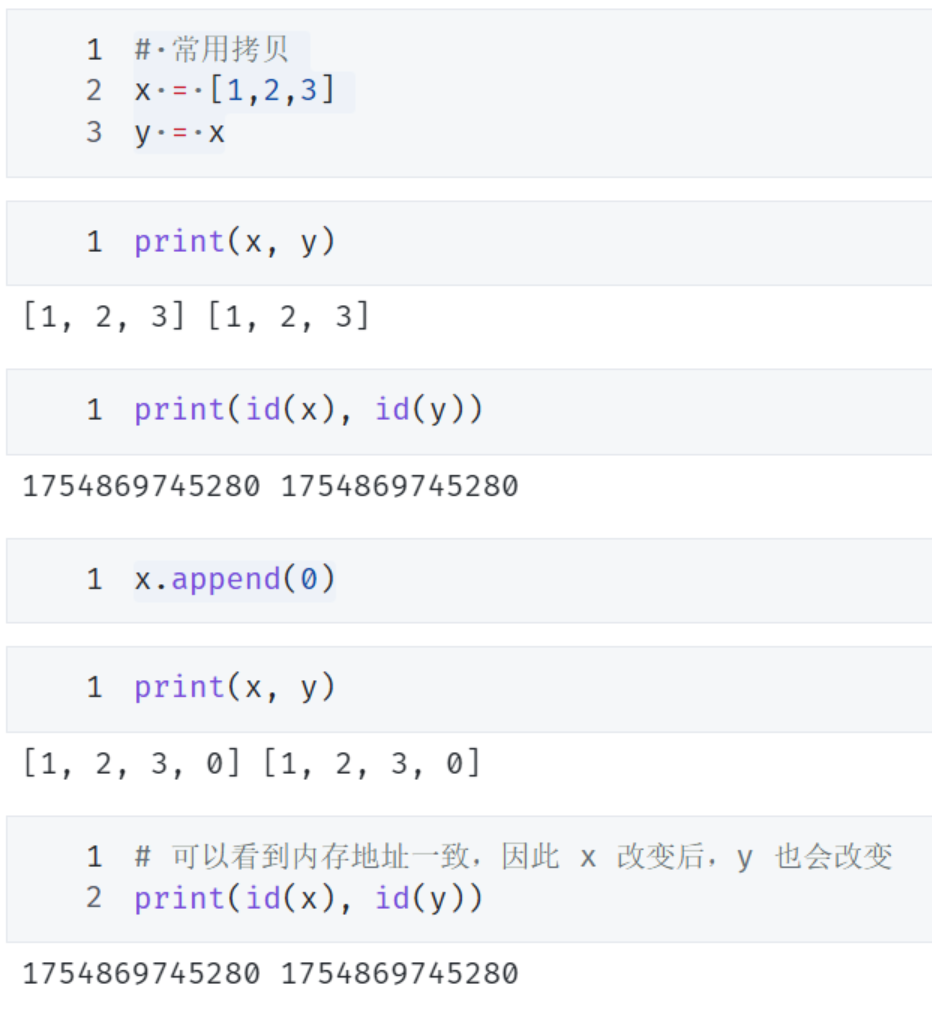 1 # 常用拷贝
2 x = [1,2,3]
3 y = x
1 print(x, y)
[1, 2, 3] [1, 2, 3]
1 print(id(x), id(y))
1754869745280 1754869745280
1 x.append(0)
1 print(x, y)
[1, 2, 3, 0] [1, 2, 3, 0]
1 # 可以看到内存地址一致，因此 x 改变后，y 也会改变
2 print(id(x), id(y))
1754869745280 1754869745280